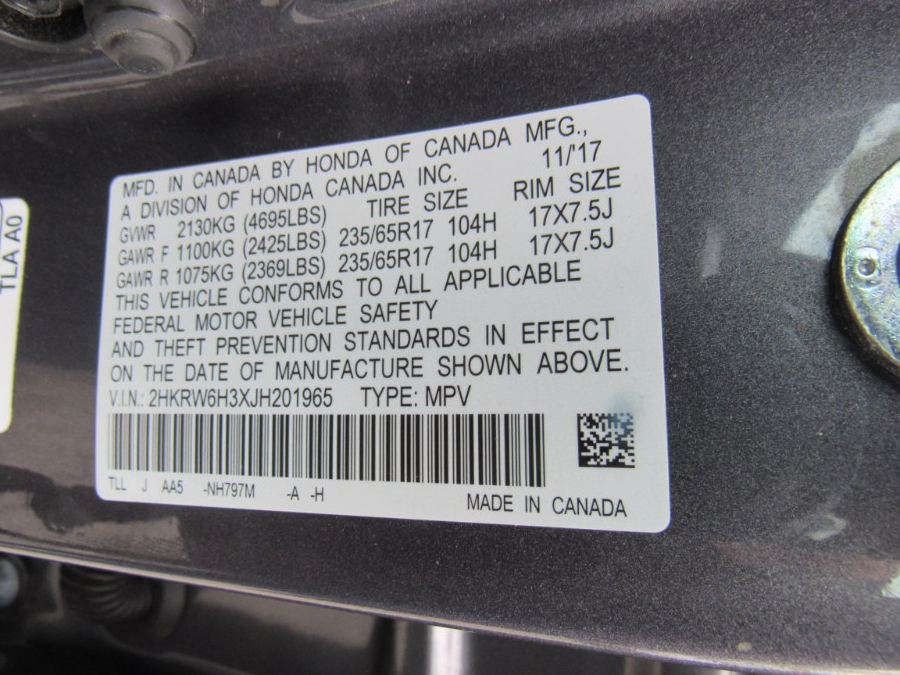 MFD. IN CANADA BY HONDA OF CANADA MFG.,
A DIVISION OF HONDA CANADA INC. 11/'17
GVWR 2130KG (4695LBS) TIRE SIZE RIM SIZE
GAWR F 1100KG (2425LBS) 235/65R17 104H 17X7.5J
GAWR R 1075KG (2369LBS) 235/65R17 104H 17X7.5J
THIS VEHICLE CONFORMS TO ALL APPLICABLE
FEDERAL MOTOR VEHICLE SAFETY
AND THEFT PREVENTION STANDARDS IN EFFECT
ON THE DATE OF MANUFACTURE SHOWN ABOVE.
V.I.N.: 2HKRW6H3XJH201965 TYPE: MPV
TLL J AA5 -NH797M -A -H
MADE IN CANADA
TLA A0